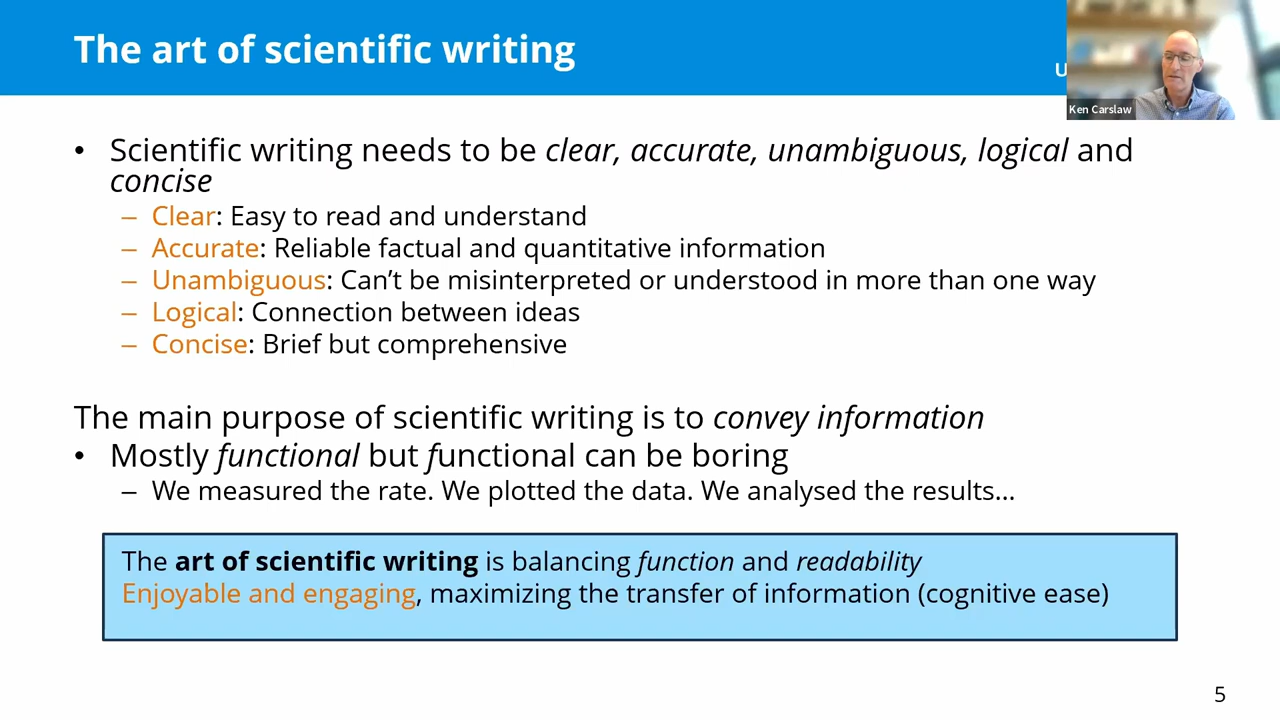 The art of scientific writing
U
Ken Carslaw
• Scientific writing needs to be clear, accurate, unambiguous, logical and
concise
– Clear: Easy to read and understand
– Accurate: Reliable factual and quantitative information
– Unambiguous: Can’t be misinterpreted or understood in more than one way
– Logical: Connection between ideas
– Concise: Brief but comprehensive
The main purpose of scientific writing is to convey information
• Mostly functional but functional can be boring
– We measured the rate. We plotted the data. We analysed the results…
The art of scientific writing is balancing function and readability
Enjoyable and engaging, maximizing the transfer of information (cognitive ease)
5